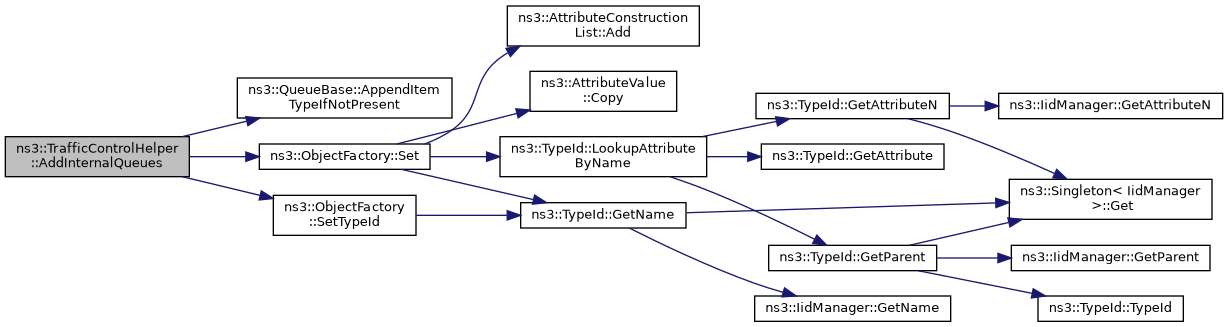 ns3::TrafficControlHelper
::AddInternalQueues
ns3::QueueBase::AppendItem
TypeIfNotPresent
ns3::ObjectFactory::Set
ns3::ObjectFactory
::SetTypeId
ns3::AttributeConstruction
List::Add
ns3::AttributeValue
::Copy
ns3::TypeId::LookupAttribute
ByName
ns3::TypeId::GetName
ns3::TypeId::GetAttributeN
ns3::TypeId::GetAttribute
ns3::TypeId::GetParent
ns3::IidManager::GetName
ns3::IidManager::GetAttributeN
ns3::Singleton< IidManager
>::Get
ns3::IidManager::GetParent
ns3::TypeId::TypeId